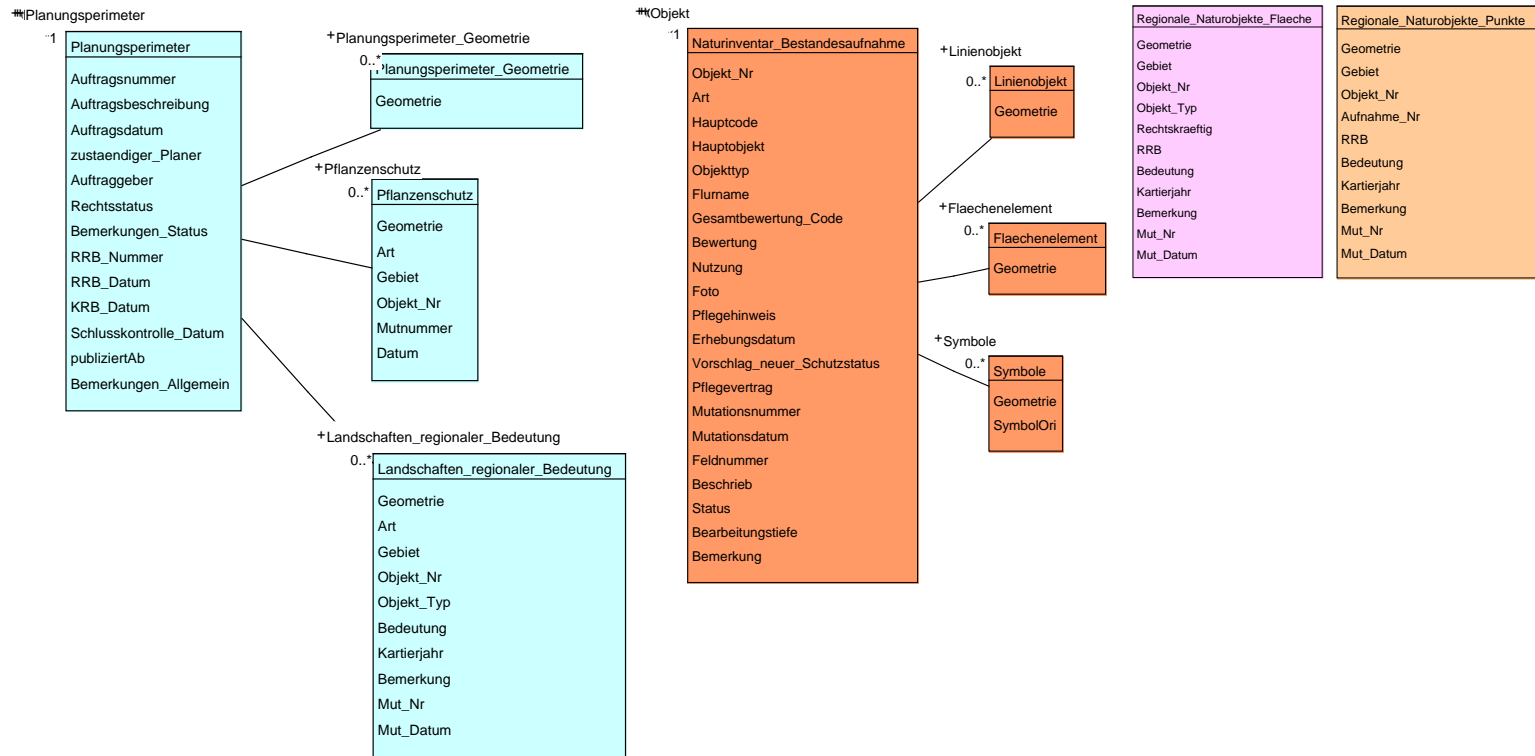 +Planungsperimeter
1
Planungsperimeter
Auftragsnummer
Auftragsbeschreibung
Auftragsdatum
zustaendiger_Planer
Auftraggeber
Rechtsstatus
Bemerkungen_Status
RRB_Nummer
RRB_Datum
KRB_Datum
Schlusskontrolle_Datum
publiziertAb
Bemerkungen_Allgemein
+Planungsperimeter_Geometrie
0..*
Planungsperimeter_Geometrie
Geometrie
+Pflanzenschutz
0..*
Pflanzenschutz
Geometrie
Art
Gebiet
Objekt_Nr
Mutnummer
Datum
+Landschaften_regionaler_Bedeutung
0..*
Landschaften_regionaler_Bedeutung
Geometrie
Art
Gebiet
Objekt_Nr
Objekt_Typ
Bedeutung
Kartierjahr
Bemerkung
Mut_Nr
Mut_Datum
+Objekt
1
Naturinventar_Bestandesaufnahme
Objekt_Nr
Art
Hauptcode
Hauptobjekt
Objekttyp
Flurname
Gesamtbewertung_Code
Bewertung
Nutzung
Foto
Pflegehinweis
Erhebungsdatum
Vorschlag_neuer_Schutzstatus
Pflegevertrag
Mutationsnummer
Mutationsdatum
Feldnummer
Beschrieb
Status
Bearbeitungstiefe
Bemerkung
+Linienobjekt
0..*
Linienobjekt
Geometrie
+Flaechenelement
0..*
Flaechenelement
Geometrie
+Symbole
0..*
Symbole
Geometrie
SymbolOri
Regionale_Naturobjekte_Flaeche
Geometrie
Gebiet
Objekt_Nr
Objekt_Typ
Rechtskraeftig
RRB
Bedeutung
Kartierjahr
Bemerkung
Mut_Nr
Mut_Datum
Regionale_Naturobjekte_Punkte
Geometrie
Gebiet
Objekt_Nr
Aufnahme_Nr
RRB
Bedeutung
Kartierjahr
Bemerkung
Mut_Nr
Mut_Datum